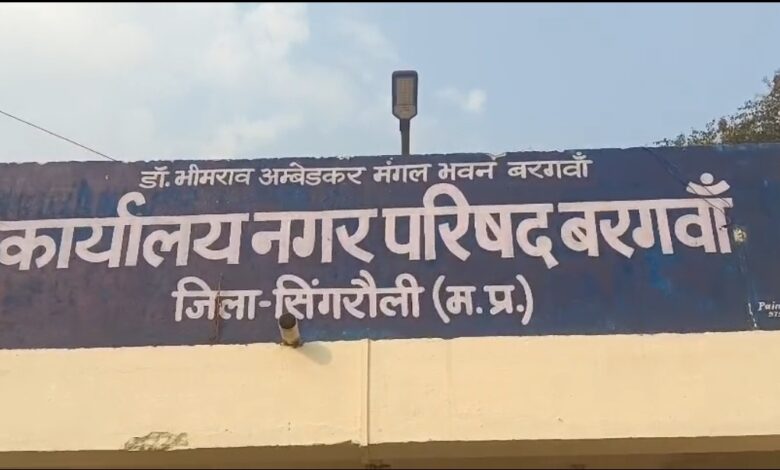 डॉ. भीमराव अम्बेडकर मंगल भवन बरगवाँ
कार्यालय नगर परिषद बरगवाँ
जिला-सिंगरौली (म.प्र.)